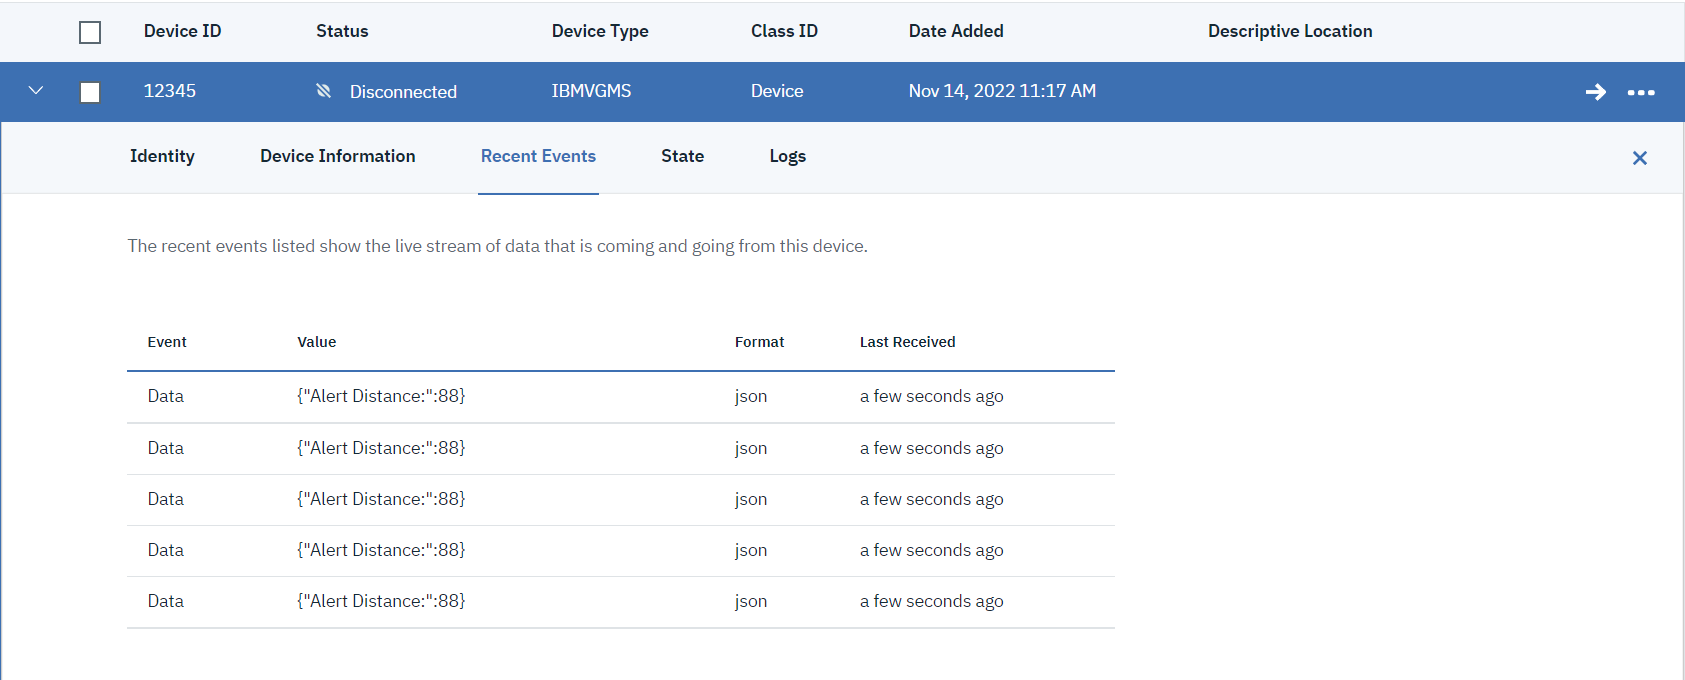 Device ID Status Device Type Class ID Date Added Descriptive Location
12345 Disconnected IBMVGMS Device Nov 14, 2022 11:17 AM
Identity Device Information Recent Events State Logs
The recent events listed show the live stream of data that is coming and going from this device.
Event Value Format Last Received
Data {"Alert Distance:":88} json a few seconds ago
Data {"Alert Distance:":88} json a few seconds ago
Data {"Alert Distance:":88} json a few seconds ago
Data {"Alert Distance:":88} json a few seconds ago
Data {"Alert Distance:":88} json a few seconds ago